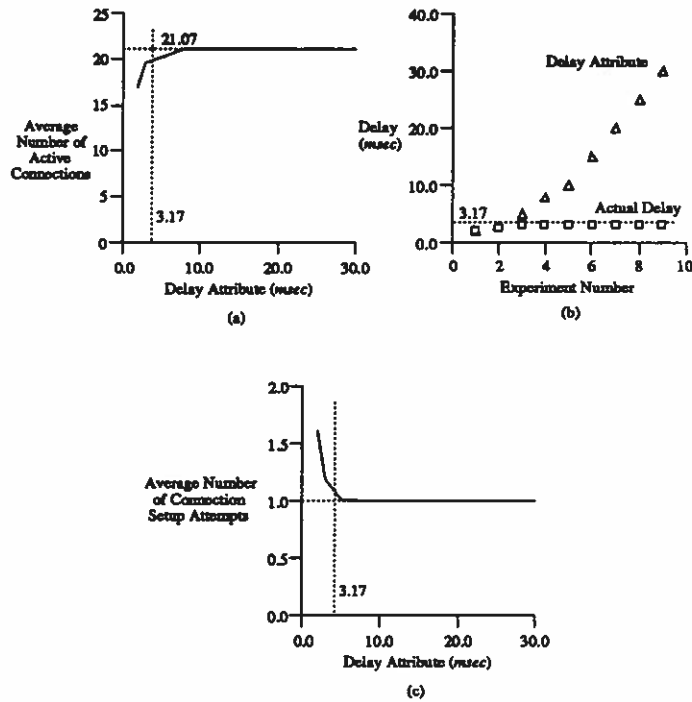 25
20
15
10
5
0
21.07
3.17
Average
Number of
Active
Connections
0.0
10.0
20.0
30.0
Delay Attribute (msec)
(a)
40.0
30.0
20.0
10.0
0.0
Delay
(msec)
Delay Attribute
3.17
Actual Delay
0
2
4
6
8
10
Experiment Number
(b)
2.0
1.5
1.0
0.5
0.0
Average Number
of Connection
Setup Attempts
3.17
0.0
10.0
20.0
30.0
Delay Attribute (msec)
(c)